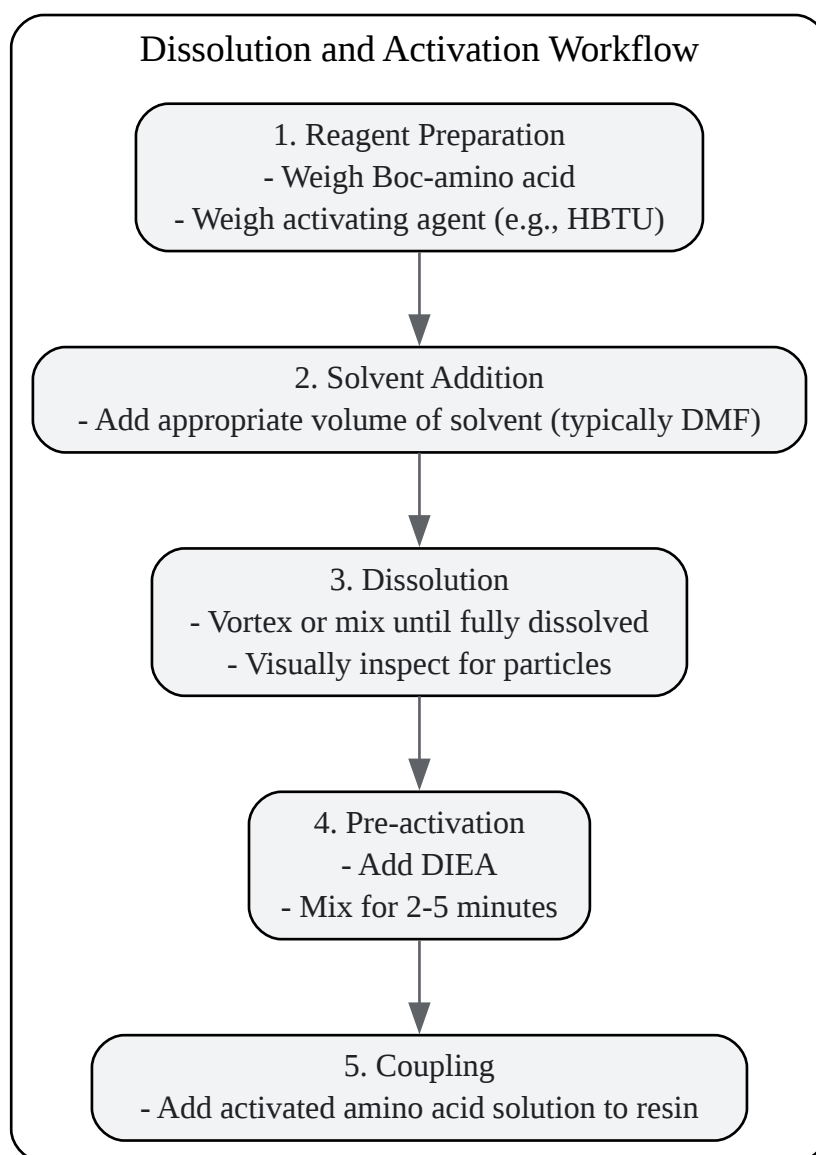 Dissolution and Activation Workflow
1. Reagent Preparation
- Weigh Boc-amino acid
- Weigh activating agent (e.g., HBTU)
2. Solvent Addition
- Add appropriate volume of solvent (typically DMF)
3. Dissolution
- Vortex or mix until fully dissolved
- Visually inspect for particles
4. Pre-activation
- Add DIEA
- Mix for 2-5 minutes
5. Coupling
- Add activated amino acid solution to resin